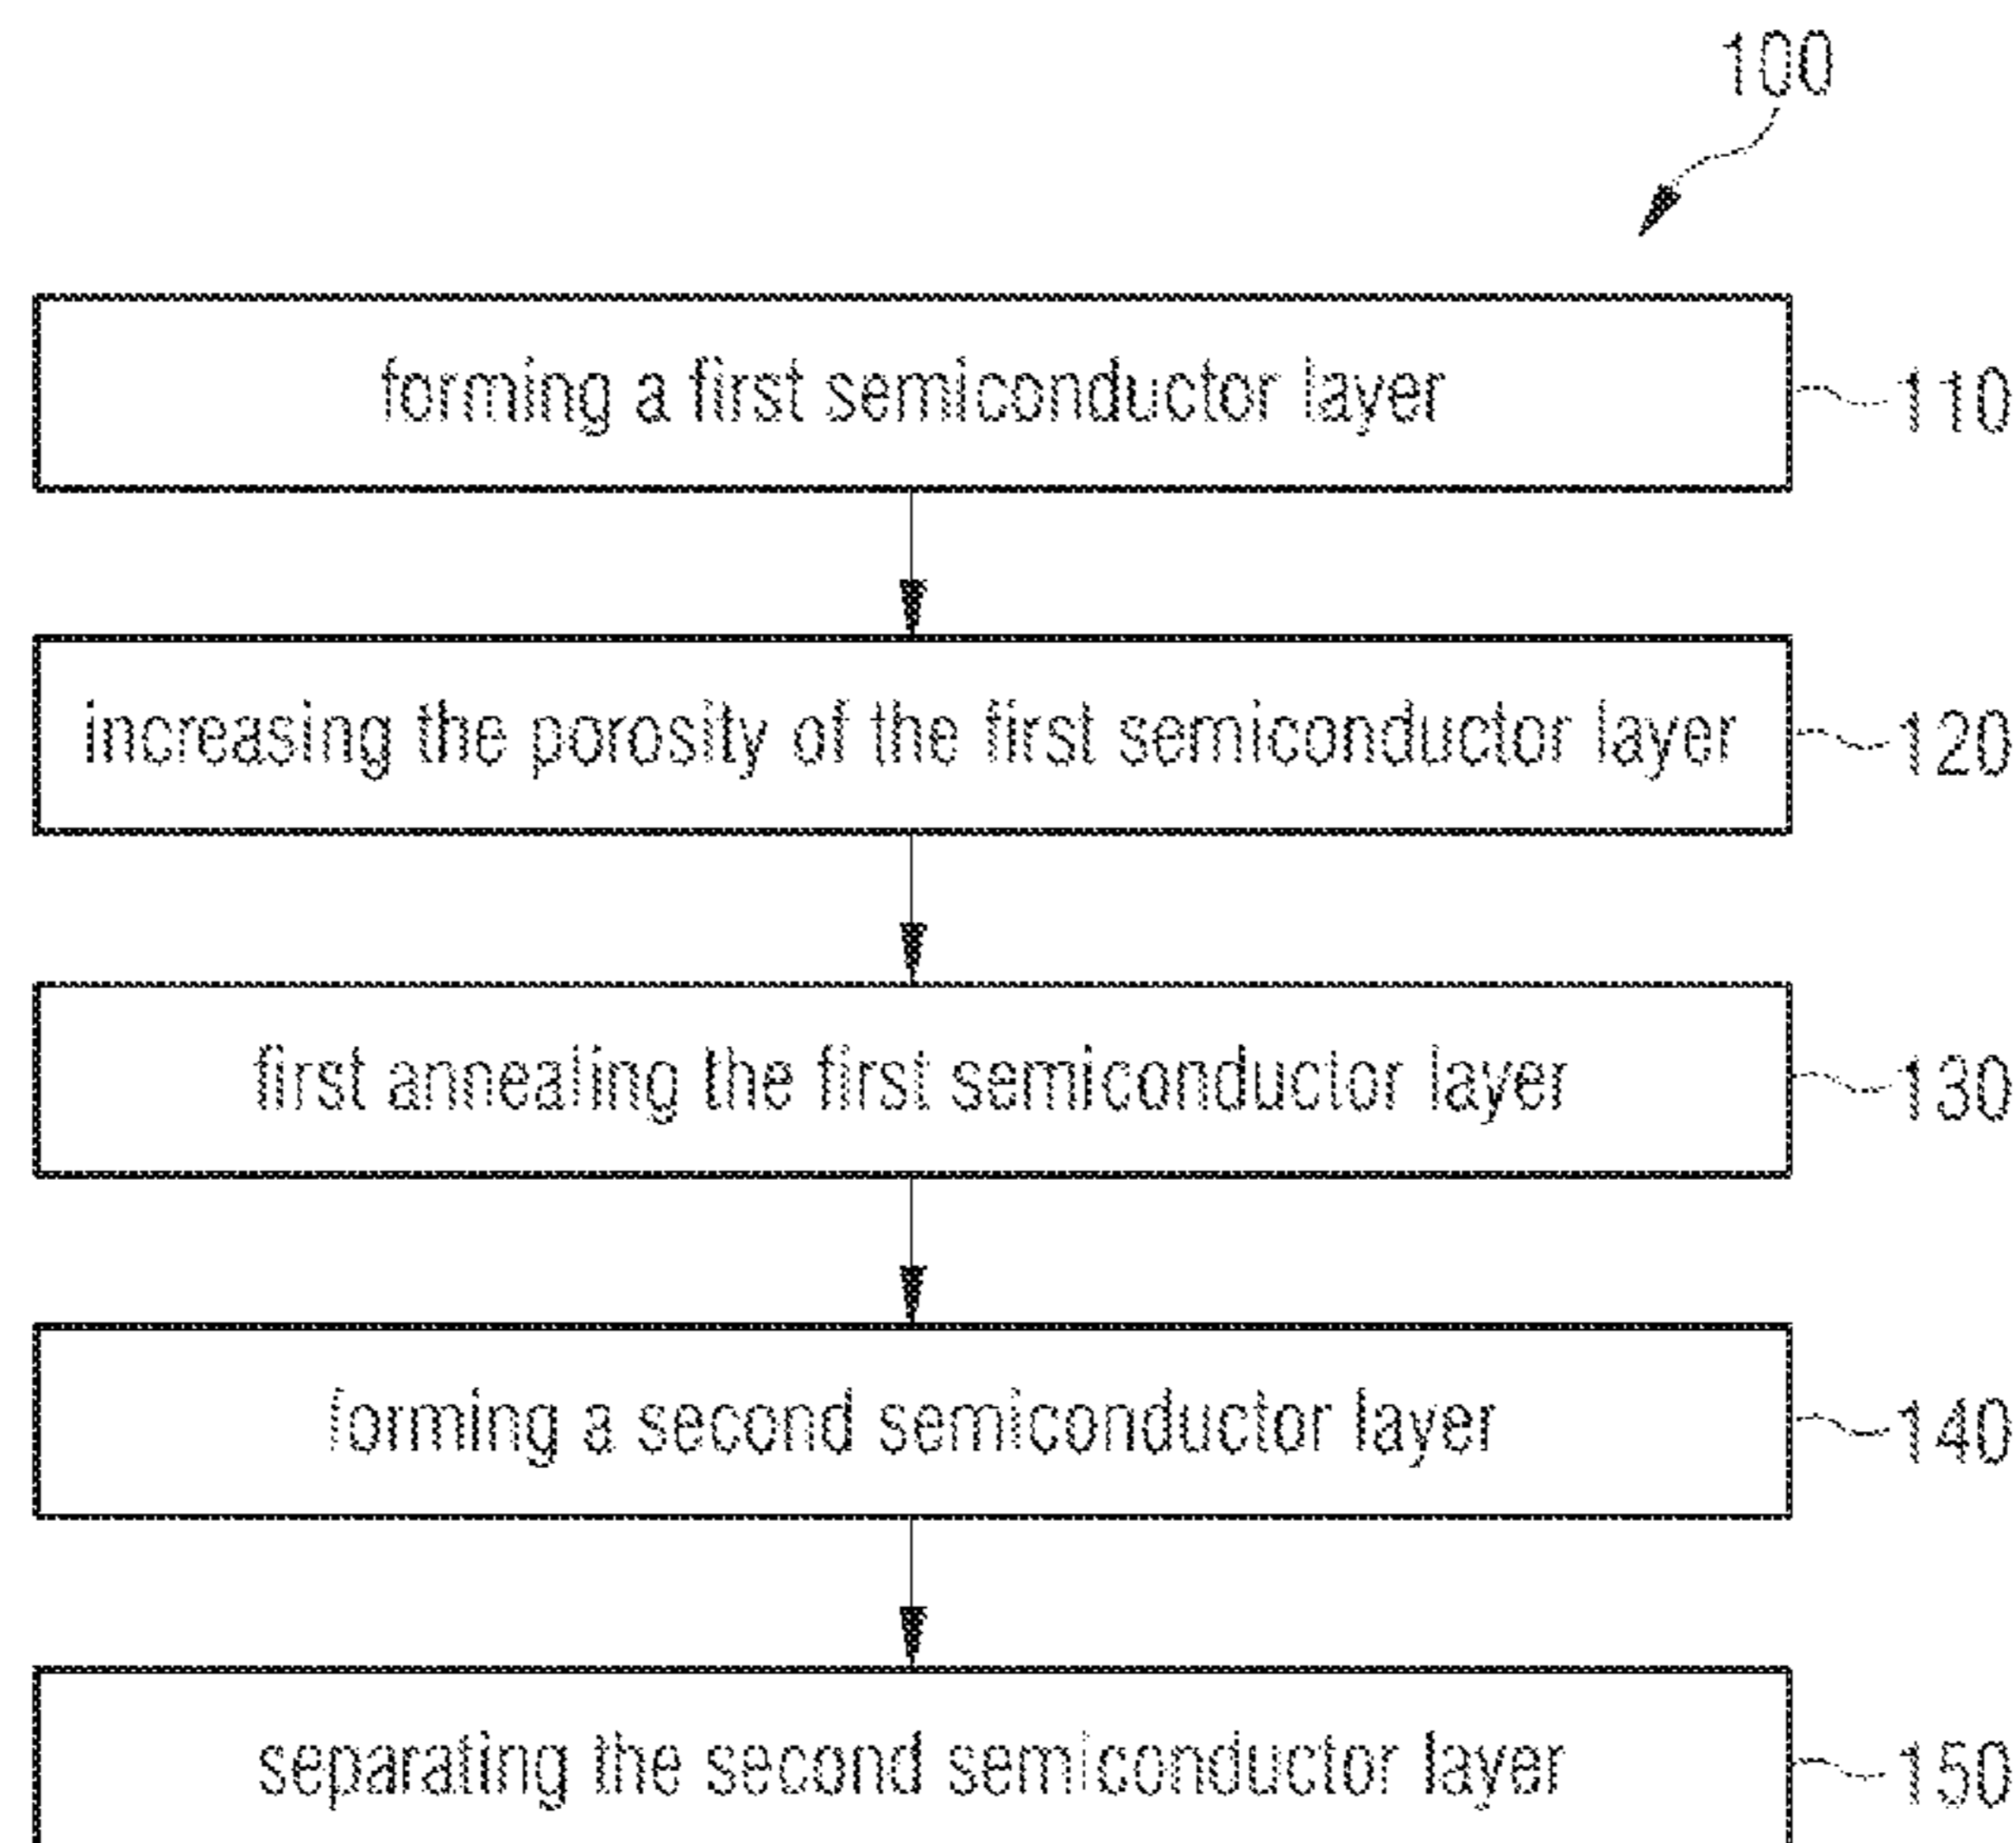 100
forming a first semiconductor layer
110
increasing the porosity of the first semiconductor layer
120
first annealing the first semiconductor layer
130
forming a second semiconductor layer
140
separating the second semiconductor layer
150